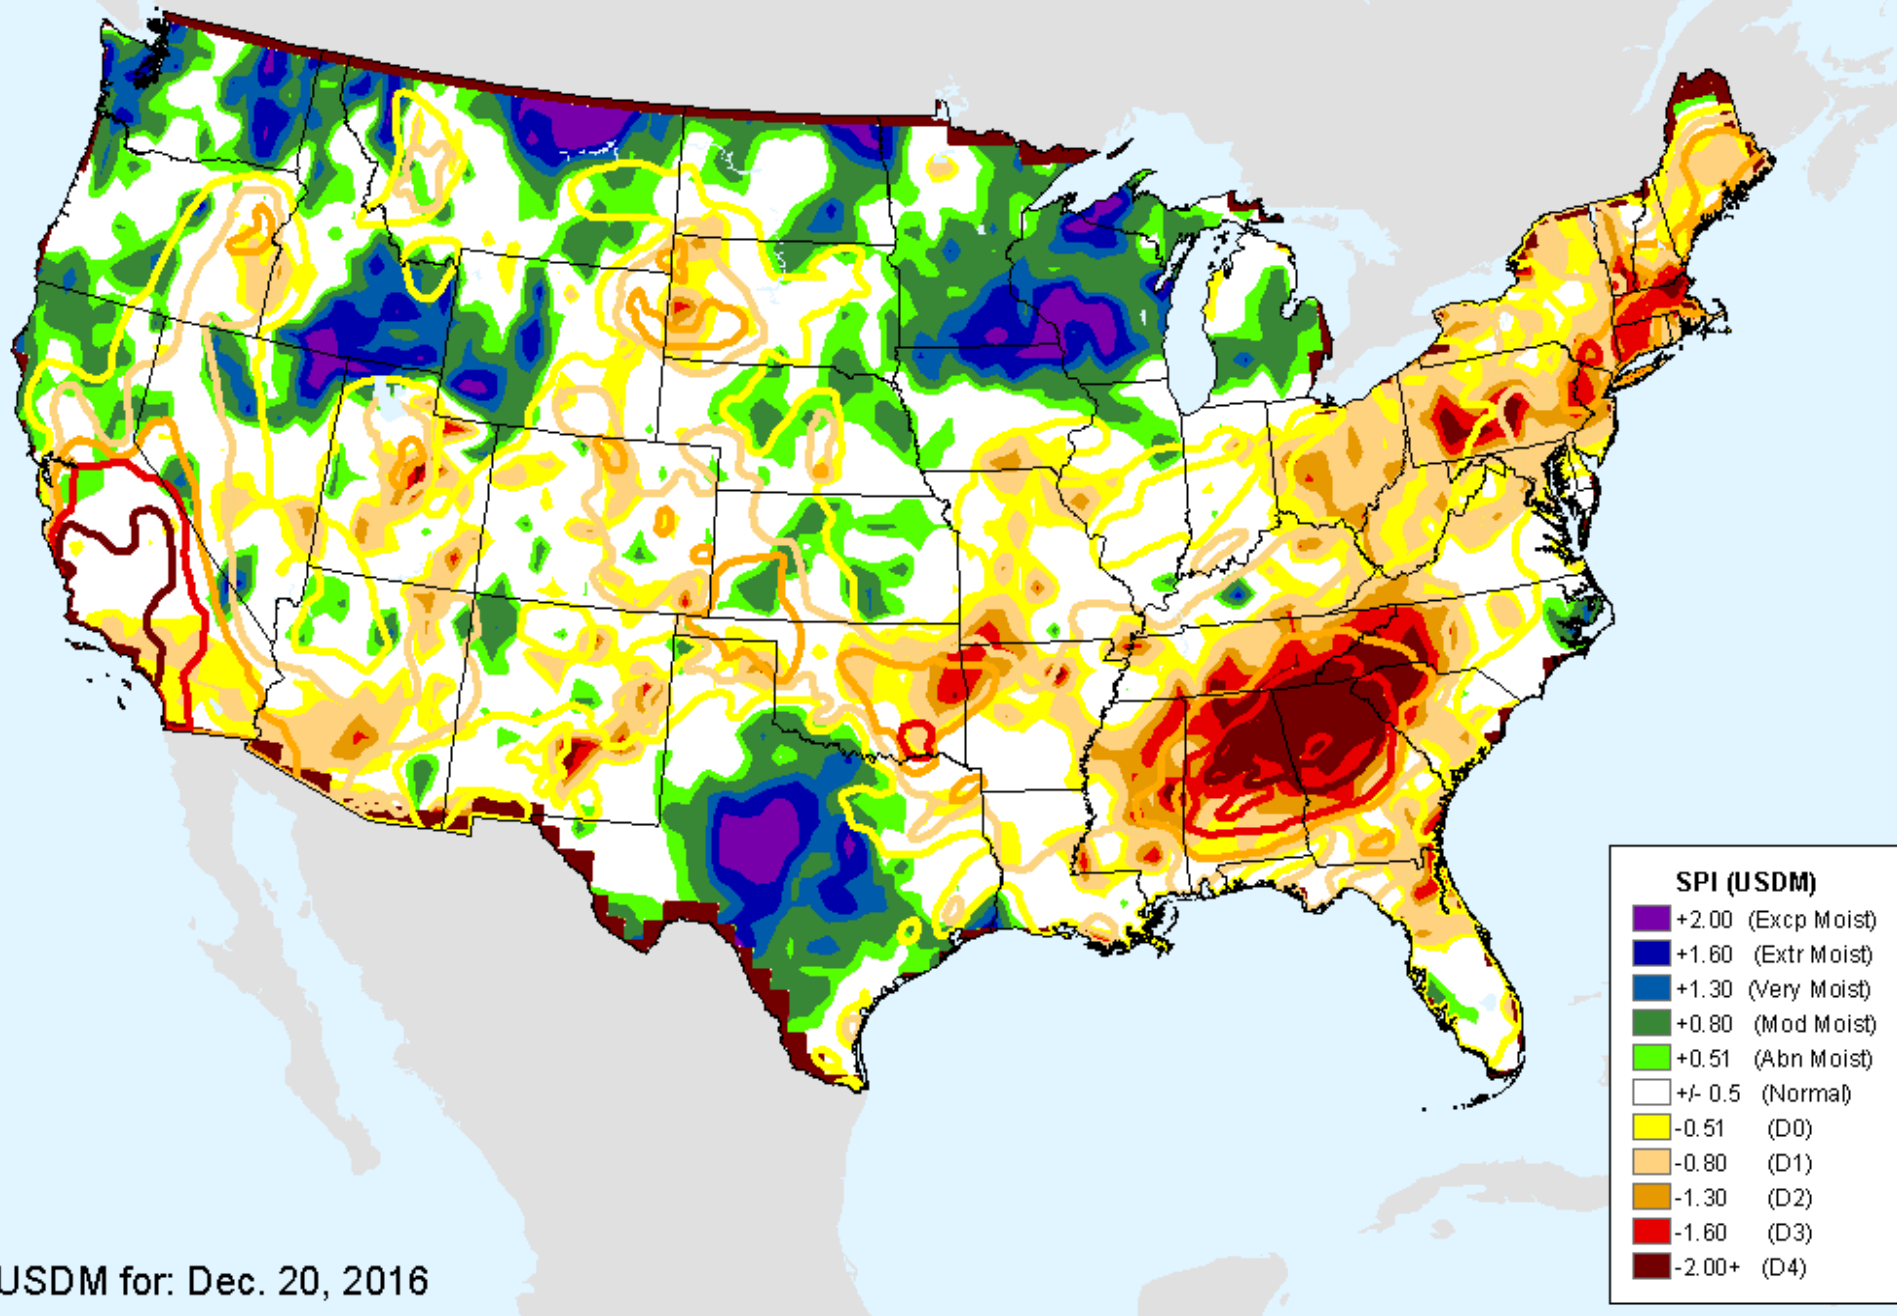 SPI (USDM)
+2.00 (Excp Moist)
+1.60 (Extr Moist)
+1.30 (Very Moist)
+0.80 (Mod Moist)
+0.51 (Abn Moist)
+/- 0.5 (Normal)
-0.51 (D0)
-0.80 (D1)
-1.30 (D2)
-1.60 (D3)
-2.00+ (D4)
USDM for: Dec. 20, 2016